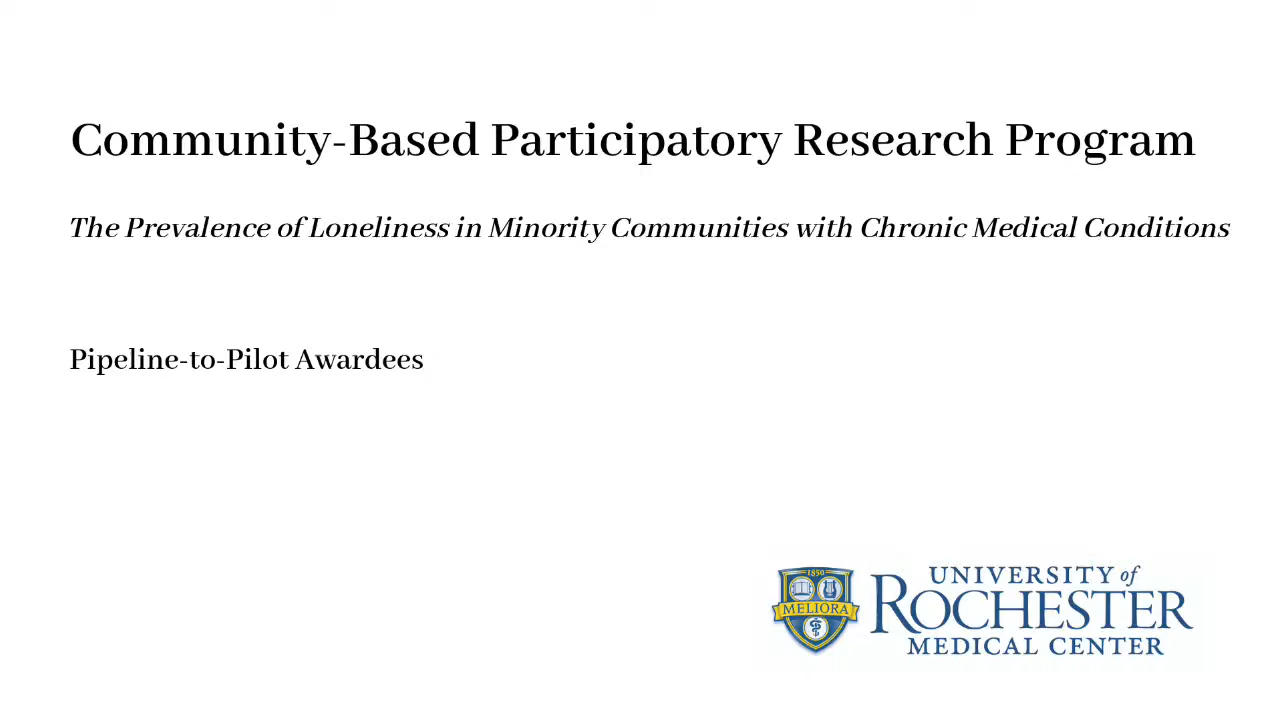 Community-Based Participatory Research Program
The Prevalence of Loneliness in Minority Communities with Chronic Medical Conditions
Pipeline-to-Pilot Awardees
1850
MELIORA
UNIVERSITY of
ROCHESTER
MEDICAL CENTER